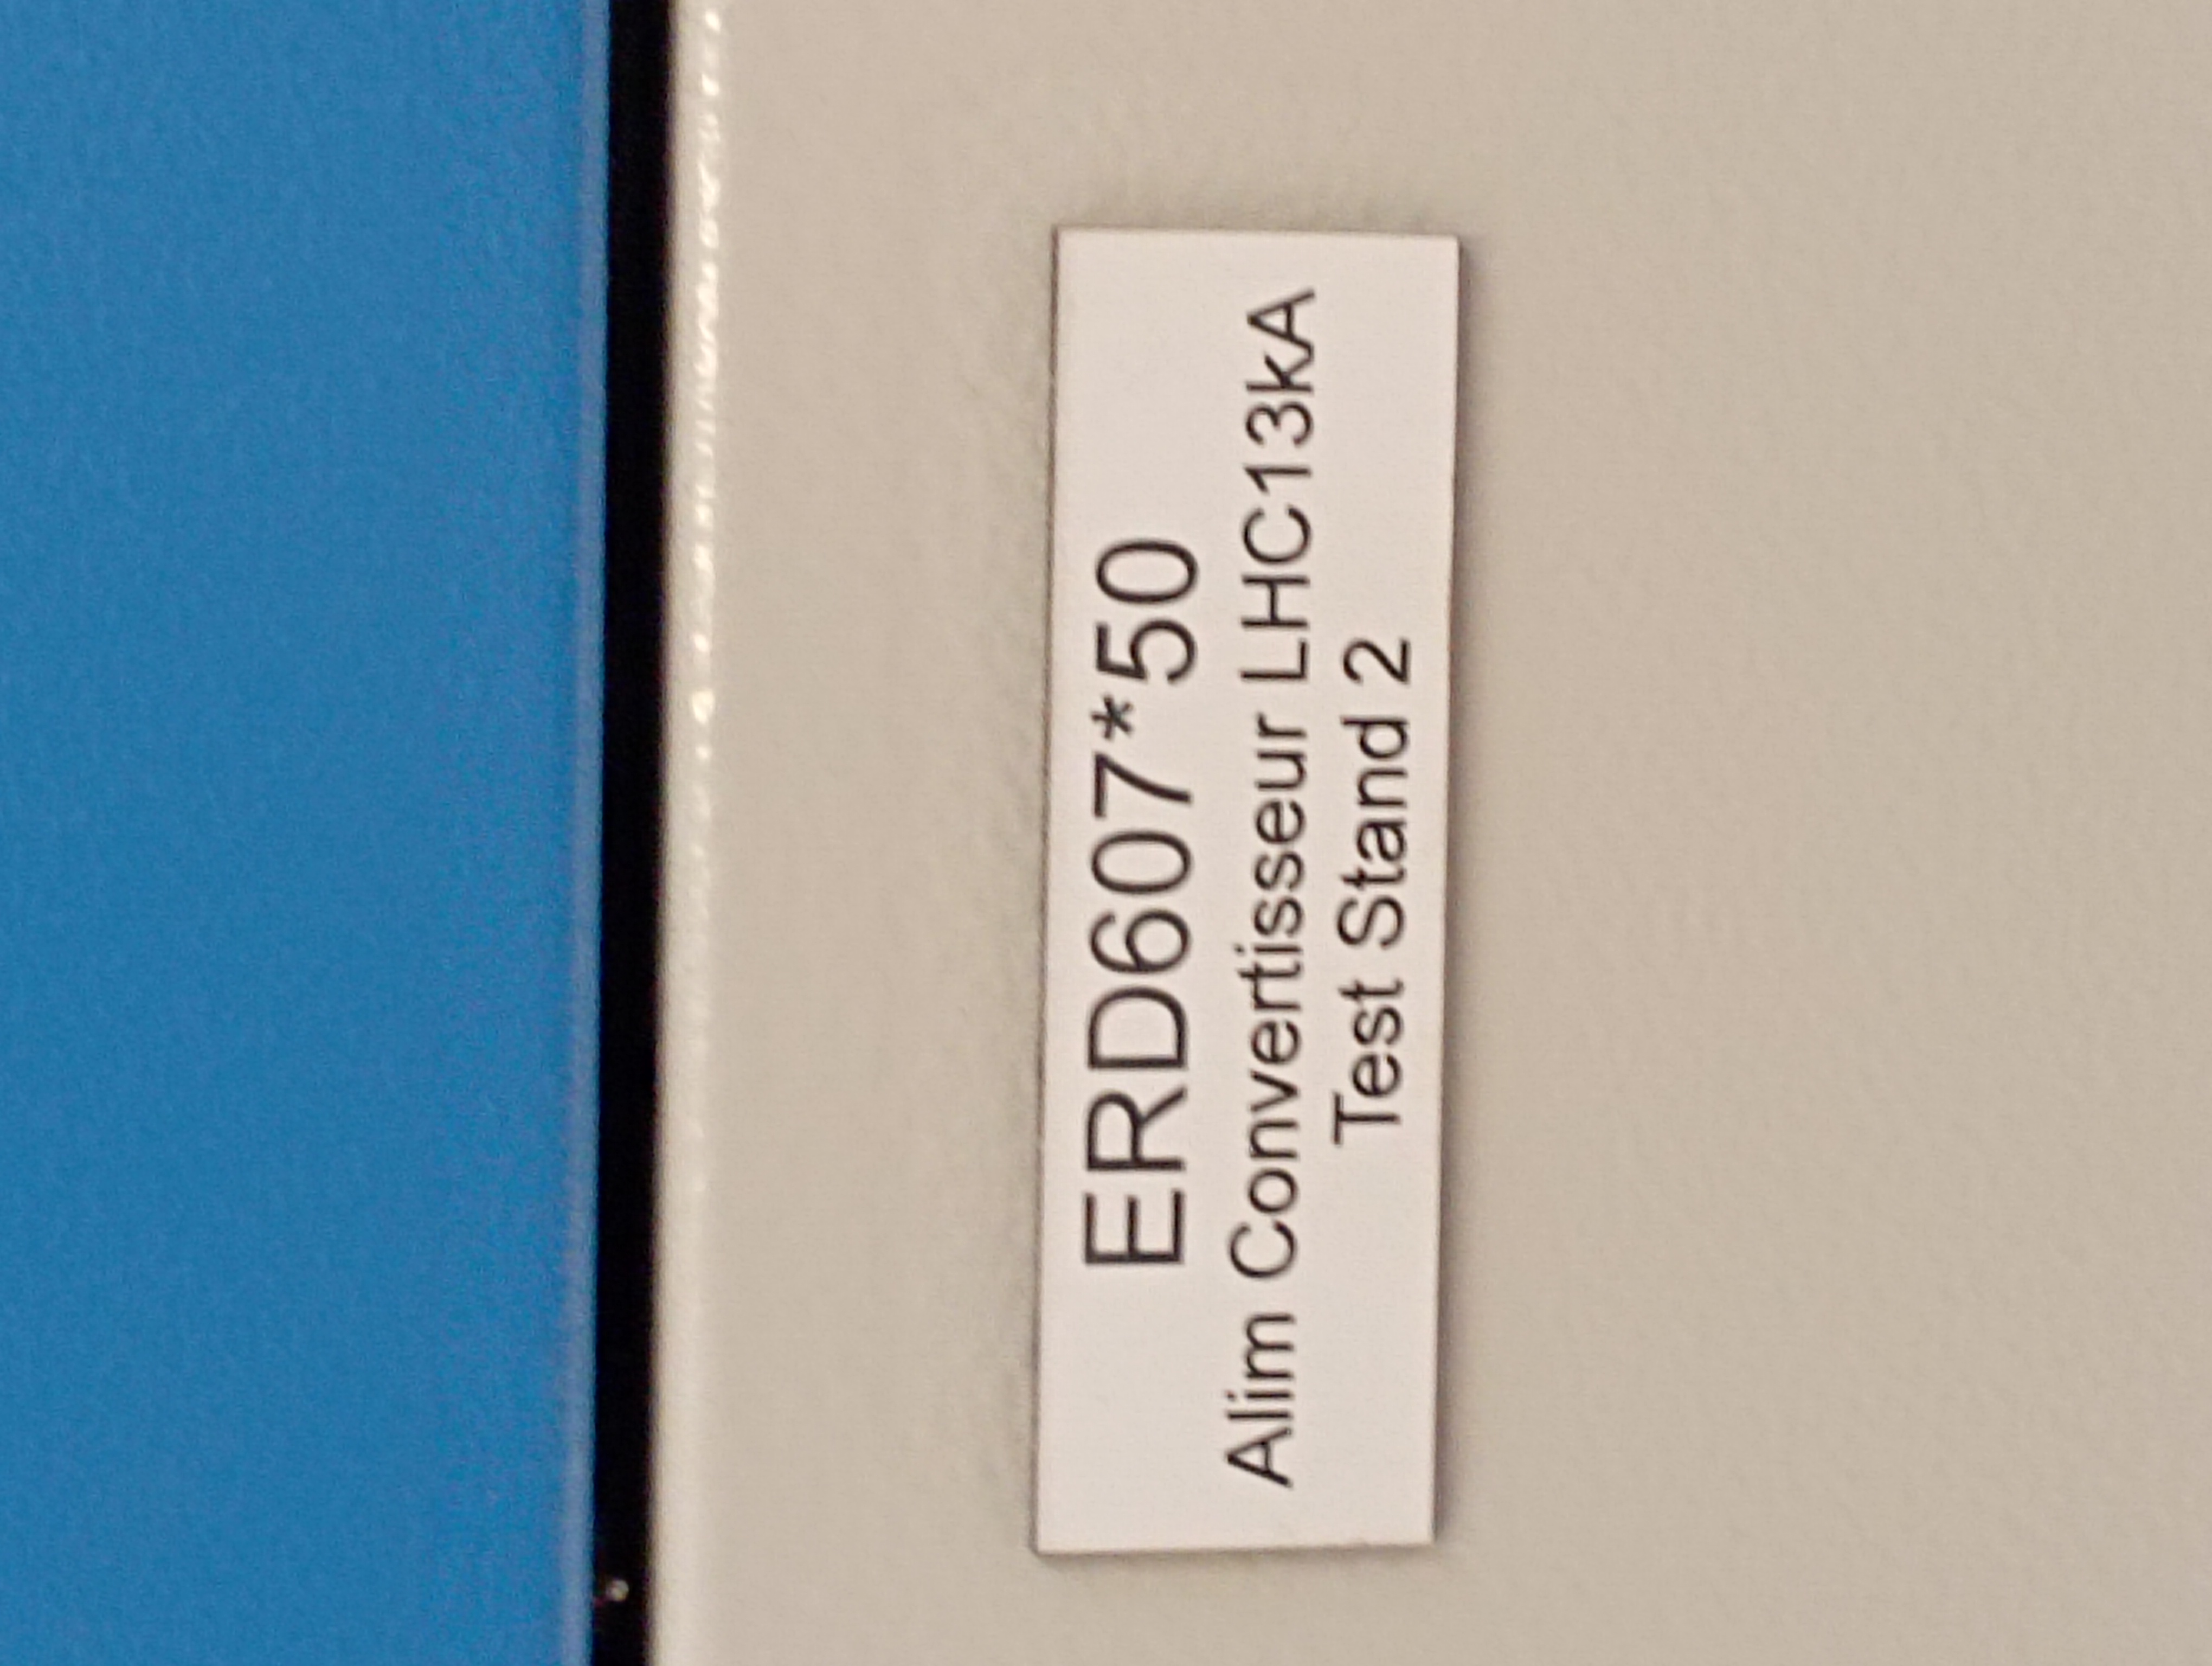 ERD607*50
Alim Convertisseur LHC13kA
Test Stand 2